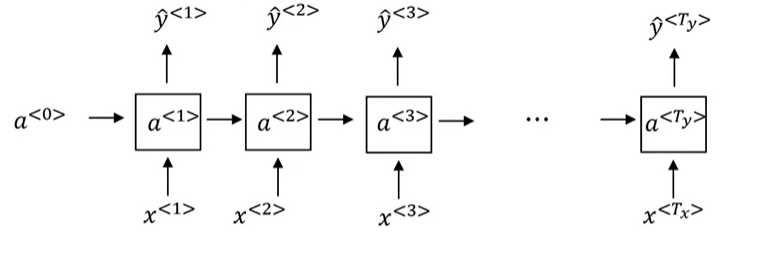 ŷ<1> ŷ<2> ŷ<3> ŷ<Ty>
a<0> a<1> a<2> a<3> ... a<Ty>
x<1> x<2> x<3> x<Tx>